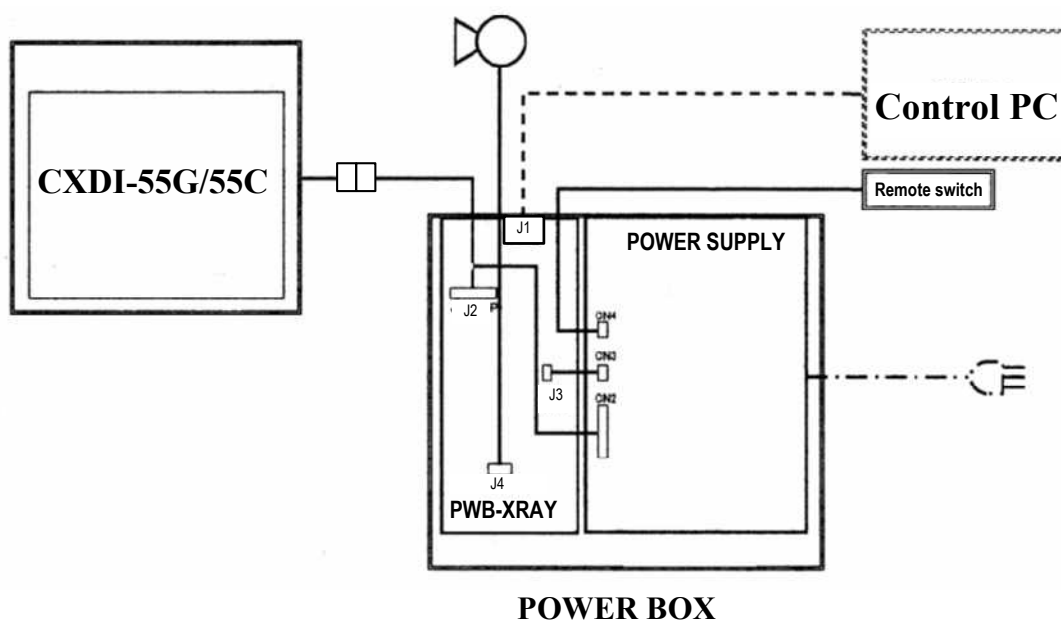 Control PC
CXDI-55G/55C
Remote switch
J1
POWER SUPPLY
J2
CN4
J3
CN3
CN2
J4
PWB-XRAY
POWER BOX